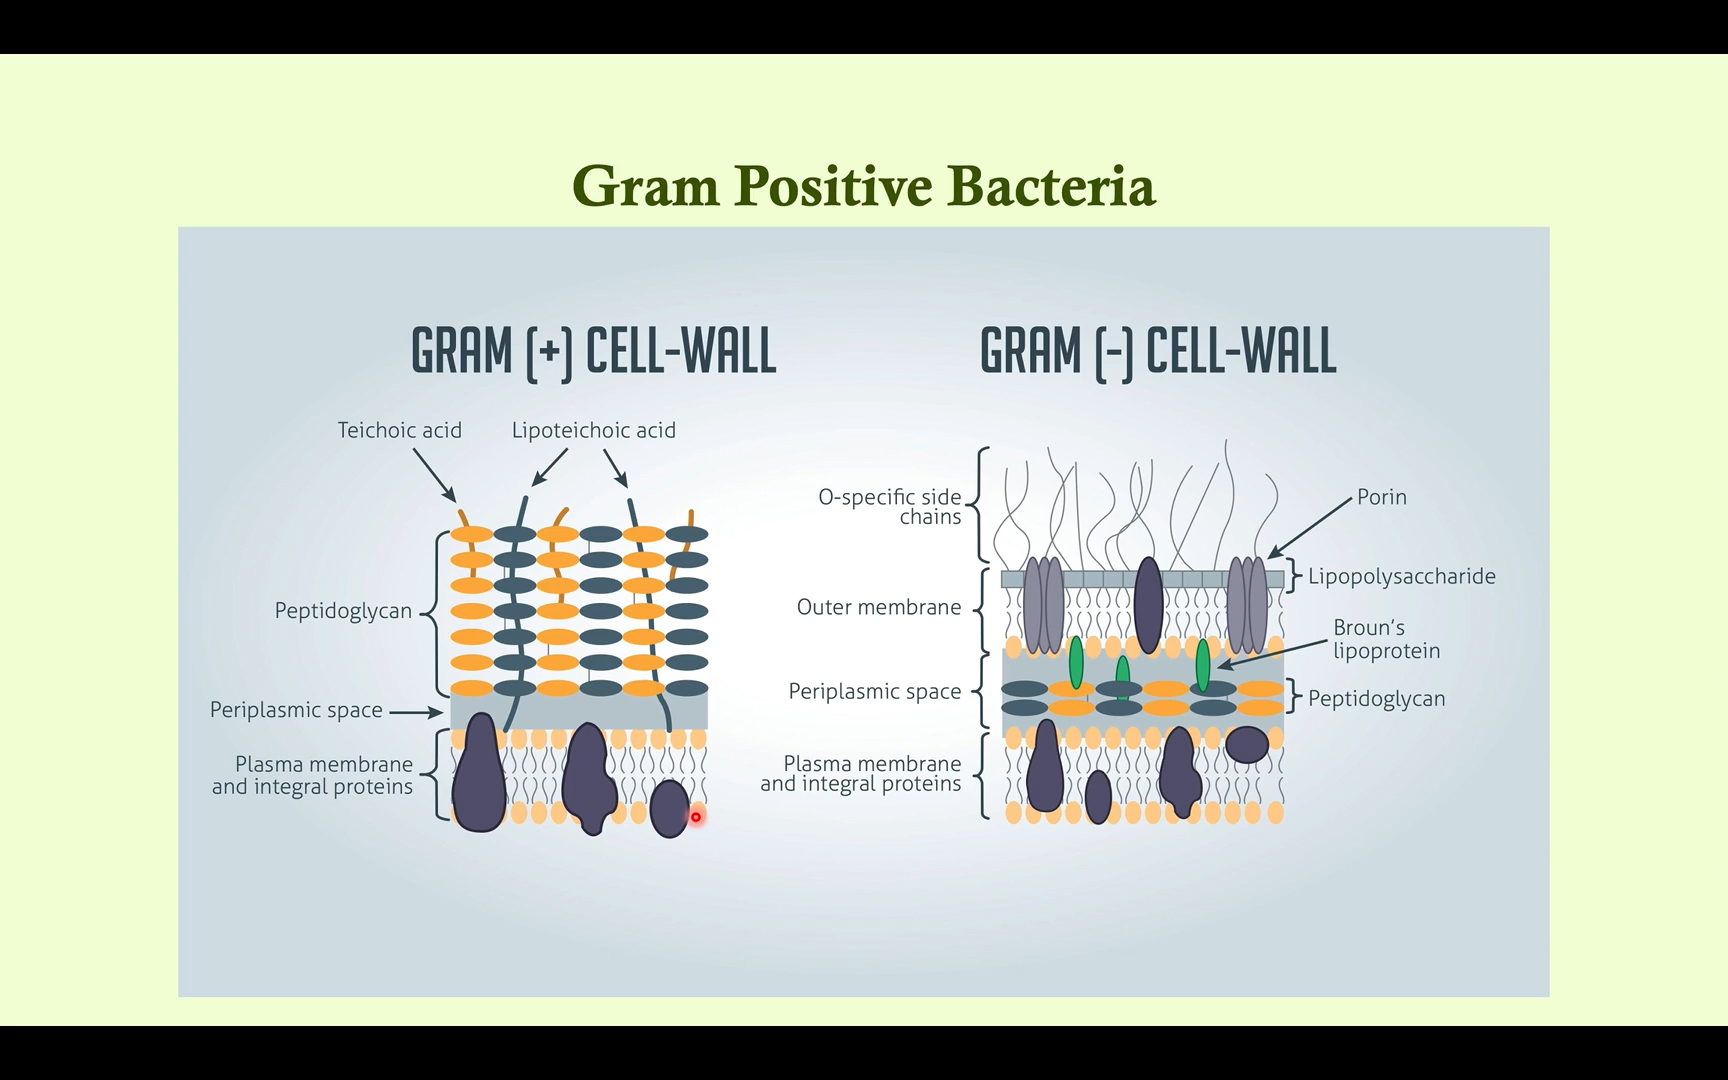 Gram Positive Bacteria
GRAM (+) CELL-WALL
Teichoic acid
Lipoteichoic acid
Peptidoglycan
Periplasmic space
Plasma membrane
and integral proteins
GRAM (-) CELL-WALL
O-specific side
chains
Outer membrane
Periplasmic space
Plasma membrane
and integral proteins
Porin
Lipopolysaccharide
Broun's
lipoprotein
Peptidoglycan